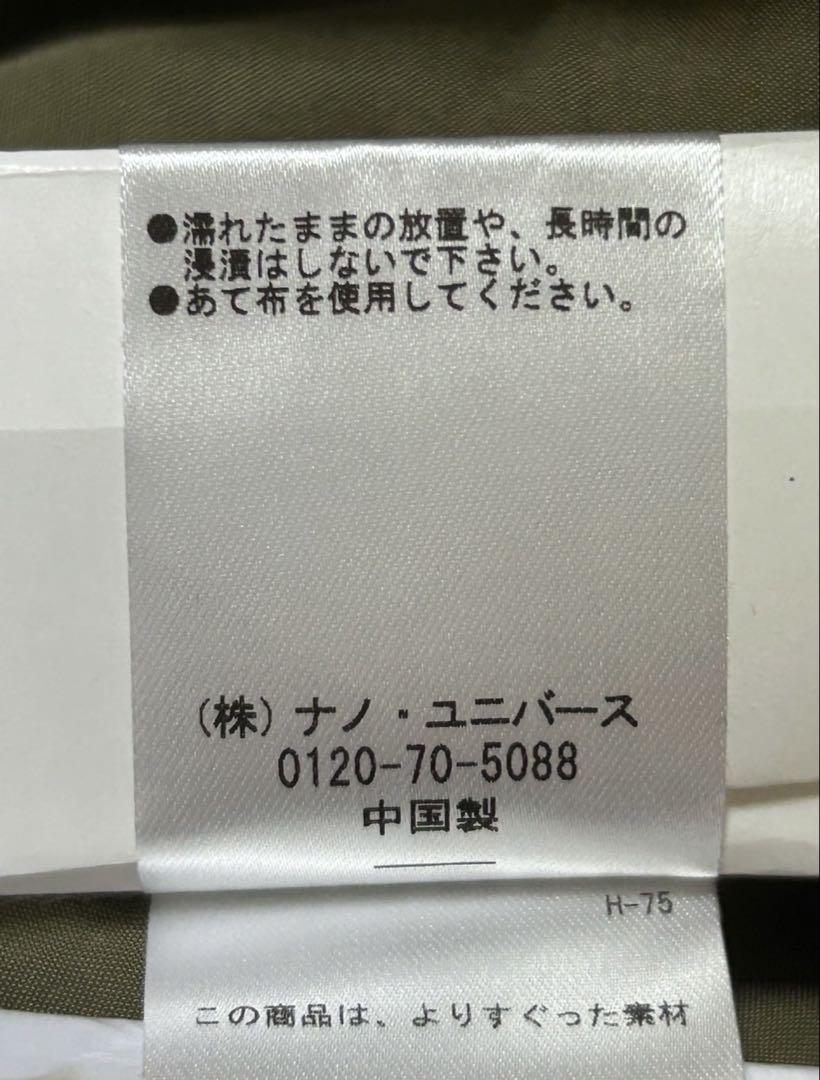 ●濡れたままの放置や、長時間の
浸漬はしないで下さい。
●あて布を使用してください。
(株)ナノ・ユニバース
0120-70-5088
中国製
H-75
この商品は、よりすぐった素材